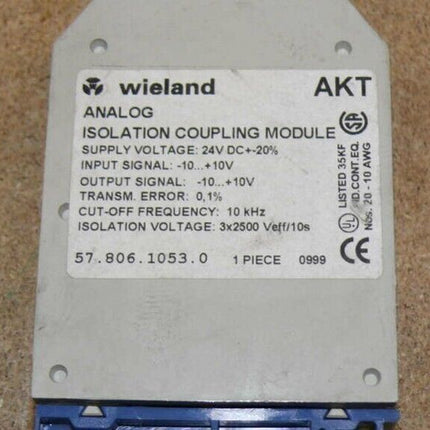 wieland AKT
ANALOG
ISOLATION COUPLING MODULE
SUPPLY VOLTAGE: 24V DC+-20%
INPUT SIGNAL: -10...+10V
OUTPUT SIGNAL: -10...+10V
TRANSM. ERROR: 0,1%
CUT-OFF FREQUENCY: 10 kHz
ISOLATION VOLTAGE: 3x2500 Veff/10s
57.806.1053.0 1 PIECE 0999
LISTED 35KF
IND.CONT.EQ.
Nos. 20 - 10 AWG
UL
SA
CE